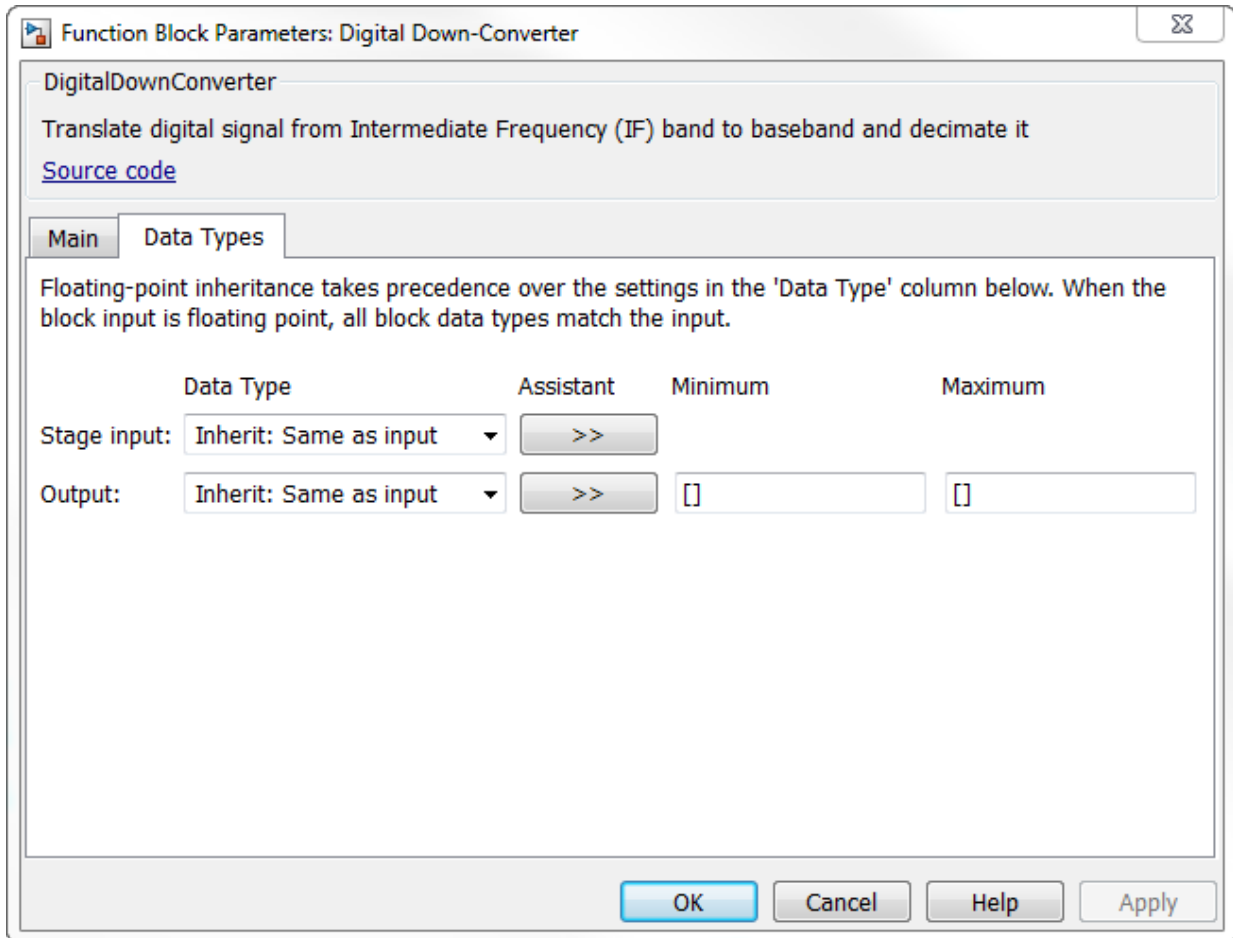 Function Block Parameters: Digital Down-Converter
DigitalDownConverter
Translate digital signal from Intermediate Frequency (IF) band to baseband and decimate it
Source code
Main Data Types
Floating-point inheritance takes precedence over the settings in the 'Data Type' column below. When the
block input is floating point, all block data types match the input.
Data Type Assistant Minimum Maximum
Stage input: Inherit: Same as input >>
Output: Inherit: Same as input >> [] []
OK Cancel Help Apply